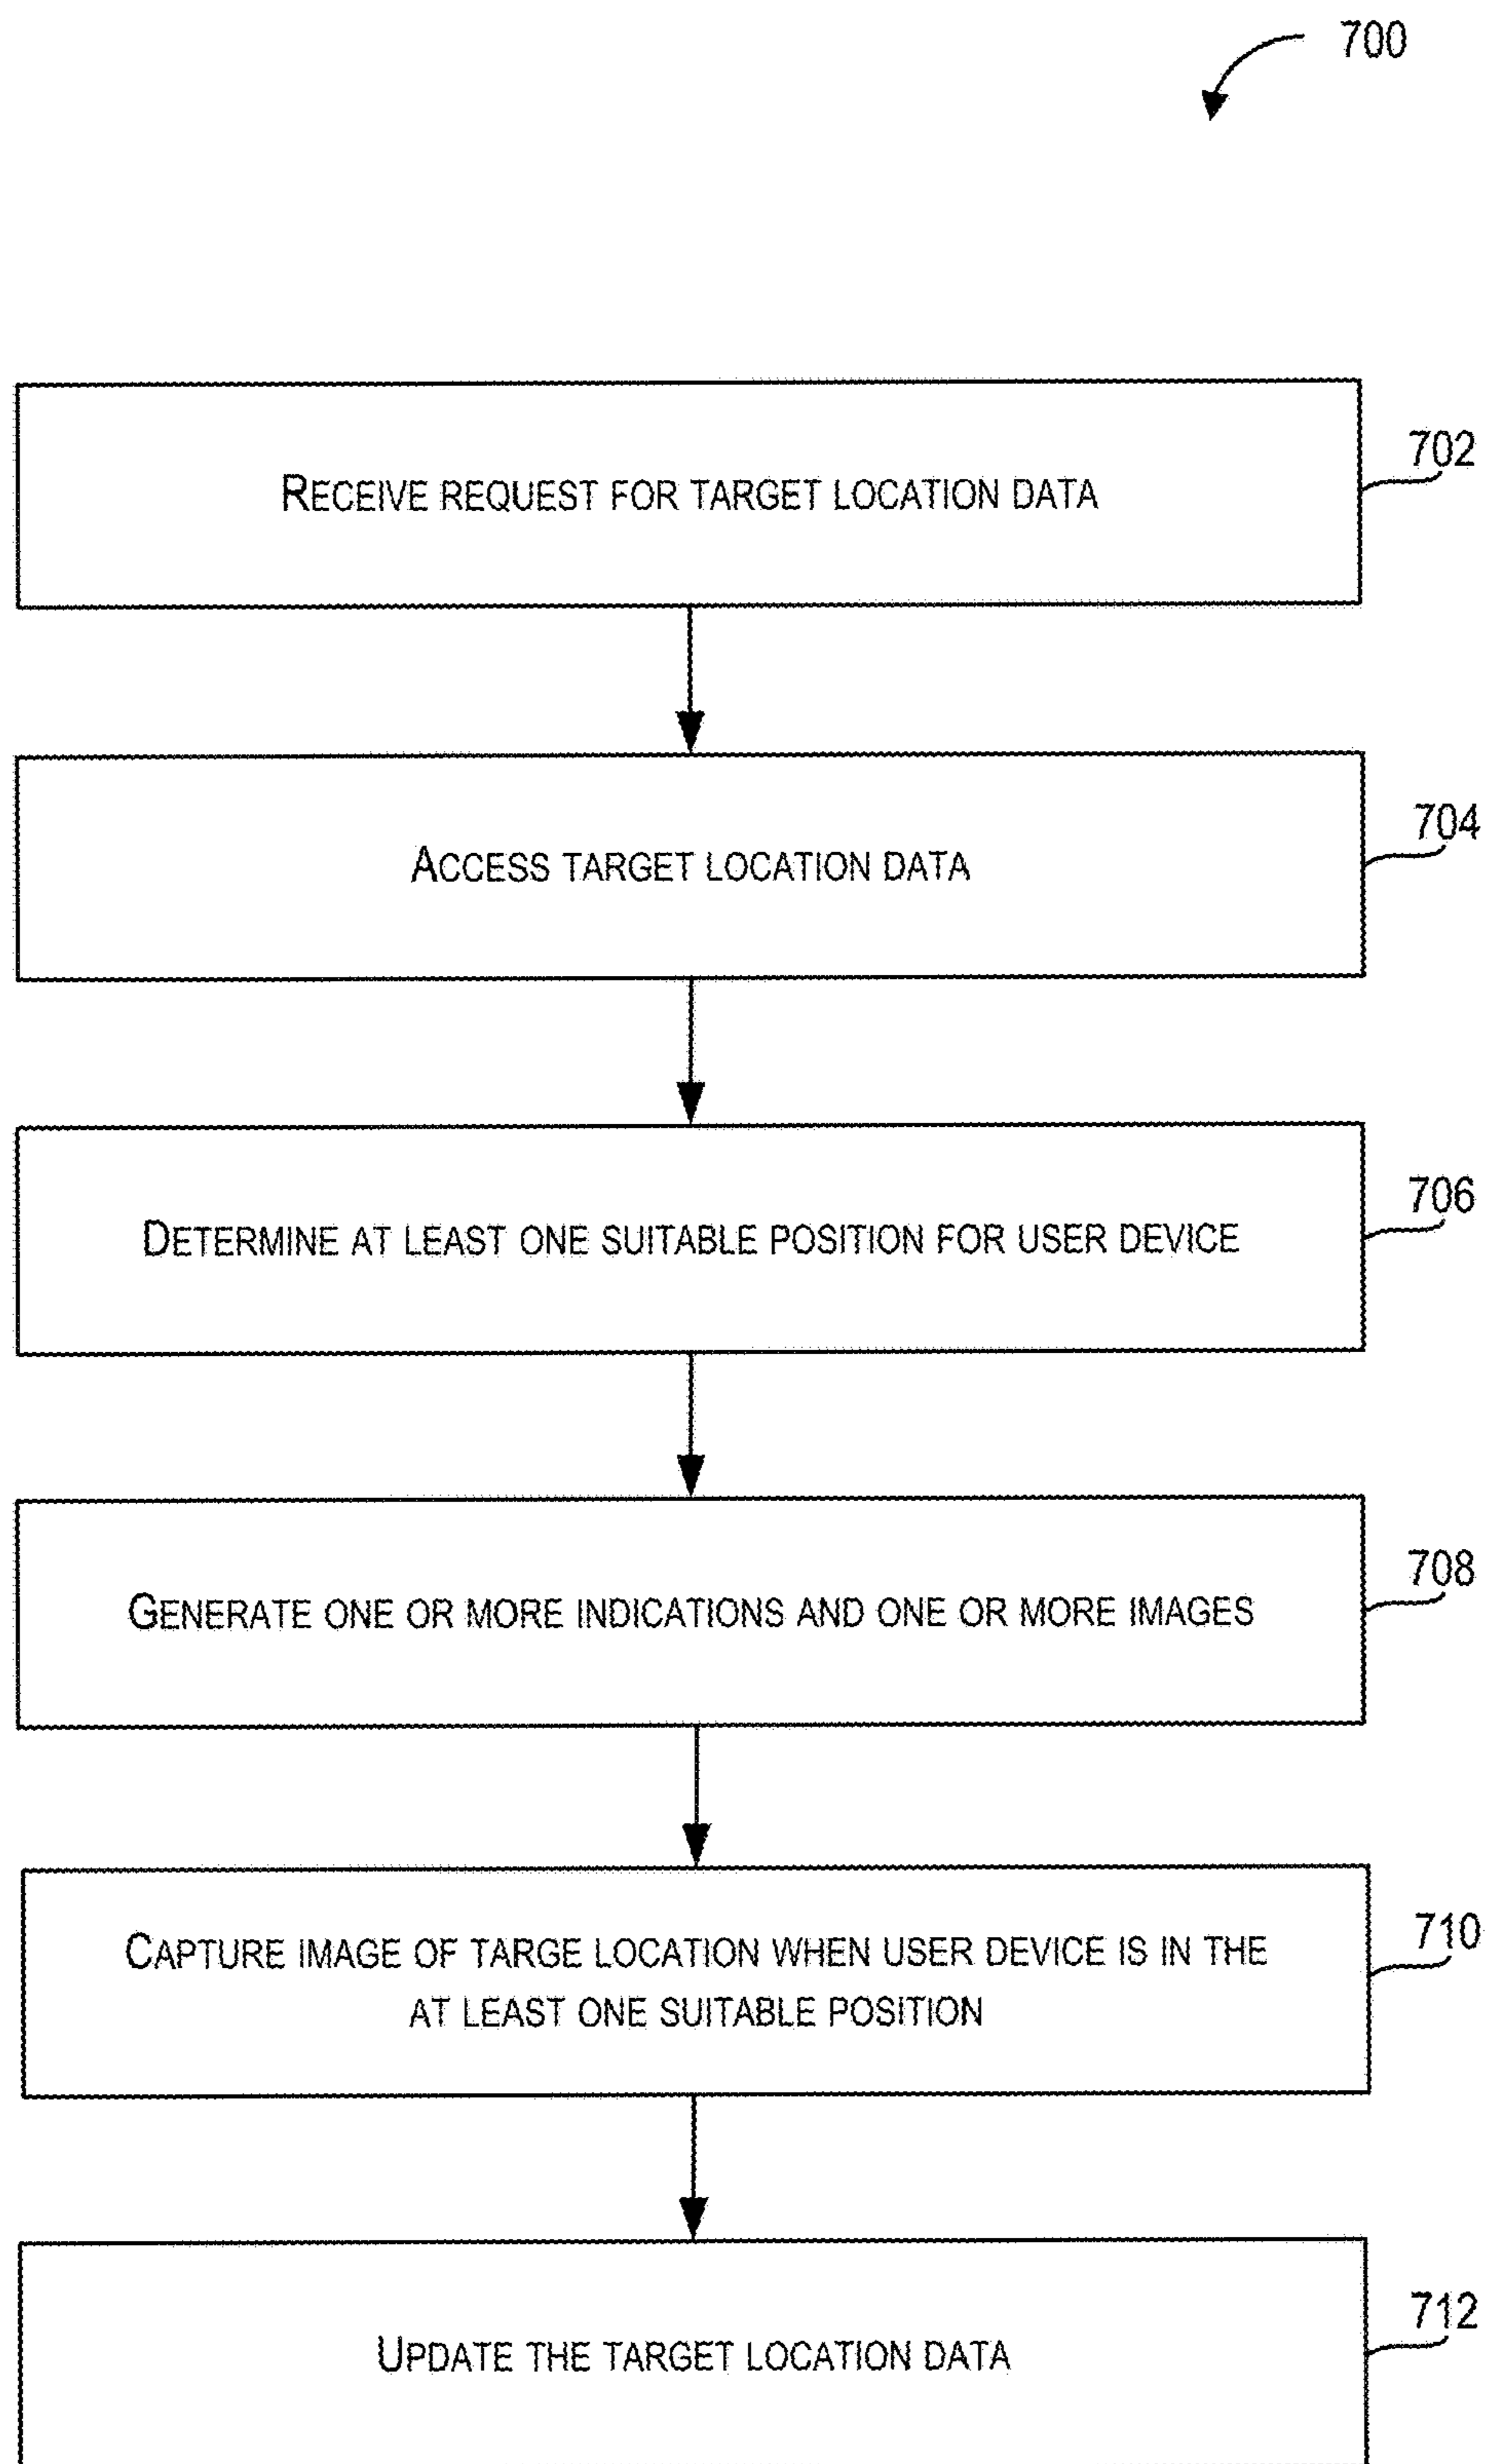 700
RECEIVE REQUEST FOR TARGET LOCATION DATA
702
ACCESS TARGET LOCATION DATA
704
DETERMINE AT LEAST ONE SUITABLE POSITION FOR USER DEVICE
706
GENERATE ONE OR MORE INDICATIONS AND ONE OR MORE IMAGES
708
CAPTURE IMAGE OF TARGE LOCATION WHEN USER DEVICE IS IN THE
AT LEAST ONE SUITABLE POSITION
710
UPDATE THE TARGET LOCATION DATA
712